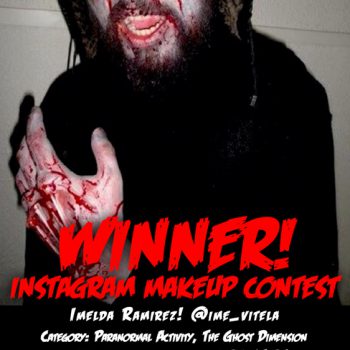 WINNER!
INSTAGRAM MAKEUP CONTEST
Imelda Ramirez! @ime_vitela
Category: Paranormal Activity, The Ghost Dimension